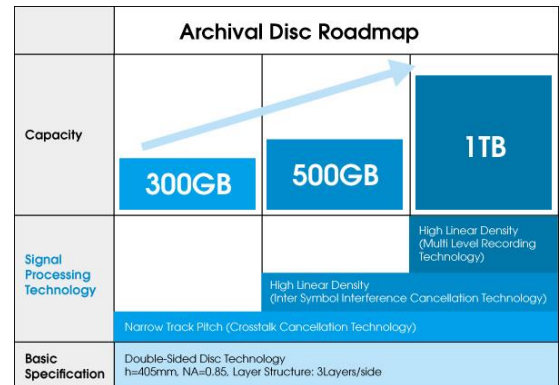 Archival Disc Roadmap
Capacity
300GB
500GB
1TB
Signal
Processing
Technology
High Linear Density
(Multi Level Recording
Technology)
High Linear Density
(Inter Symbol Interference Cancellation Technology)
Narrow Track Pitch (Crosstalk Cancellation Technology)
Basic
Specification
Double-Sided Disc Technology
h=405mm, NA=0.85, Layer Structure: 3Layers/side